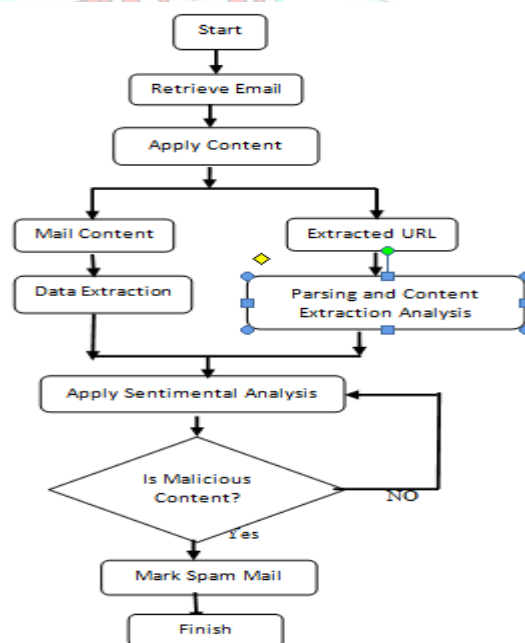 Start
Retrieve Email
Apply Content
Mail Content
Extracted URL
Data Extraction
Parsing and Content
Extraction Analysis
Apply Sentimental Analysis
Is Malicious
Content?
NO
Yes
Mark Spam Mail
Finish